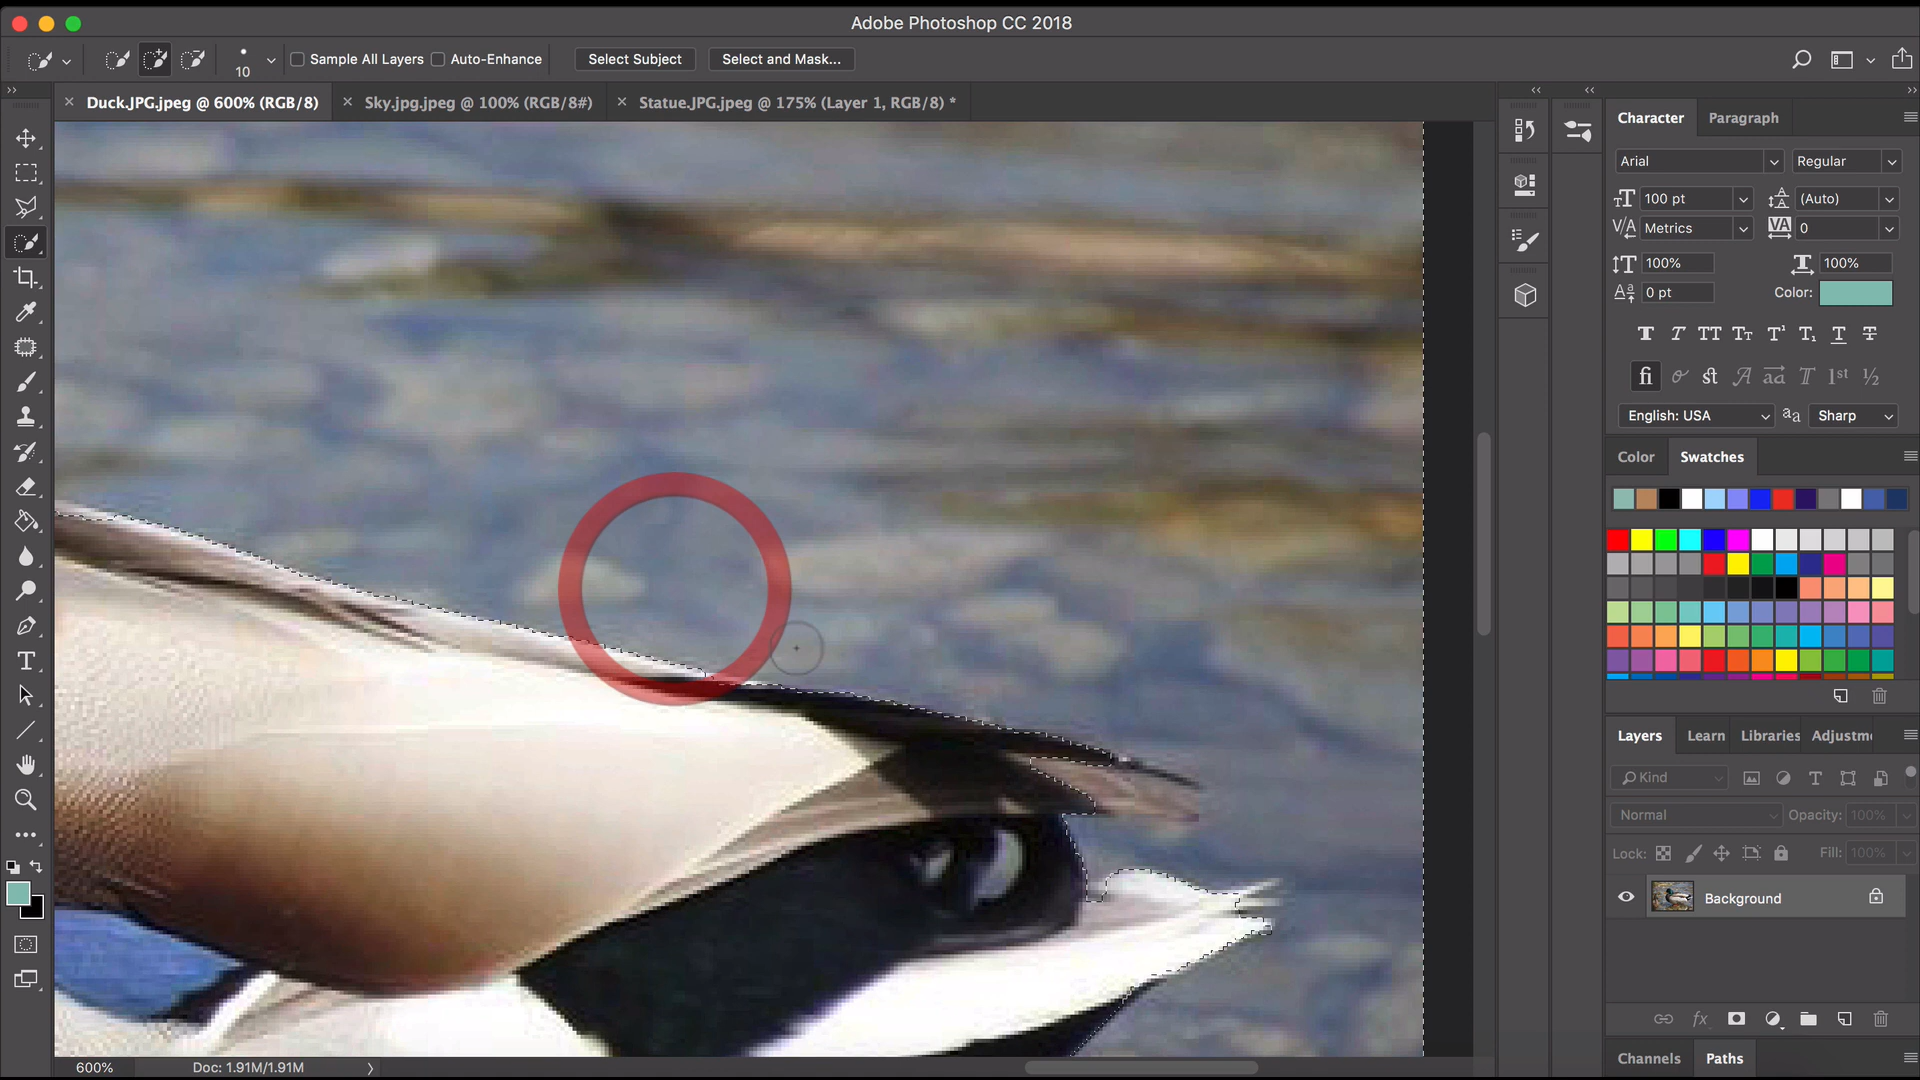 Adobe Photoshop CC 2018
10
Sample All Layers
Auto-Enhance
Select Subject
Select and Mask...
Duck.JPG.jpeg @ 600% (RGB/8)
Sky.jpg.jpeg @ 100% (RGB/8#)
Statue.JPG.jpeg @ 175% (Layer 1, RGB/8) *
Character
Paragraph
Arial
Regular
100 pt
(Auto)
Metrics
0
100%
100%
0 pt
Color:
English: USA
Sharp
Color
Swatches
Layers
Learn
Libraries
Adjustm
Kind
Normal
Opacity: 100%
Lock:
Fill: 100%
Background
Channels
Paths
600%
Doc: 1.91M/1.91M